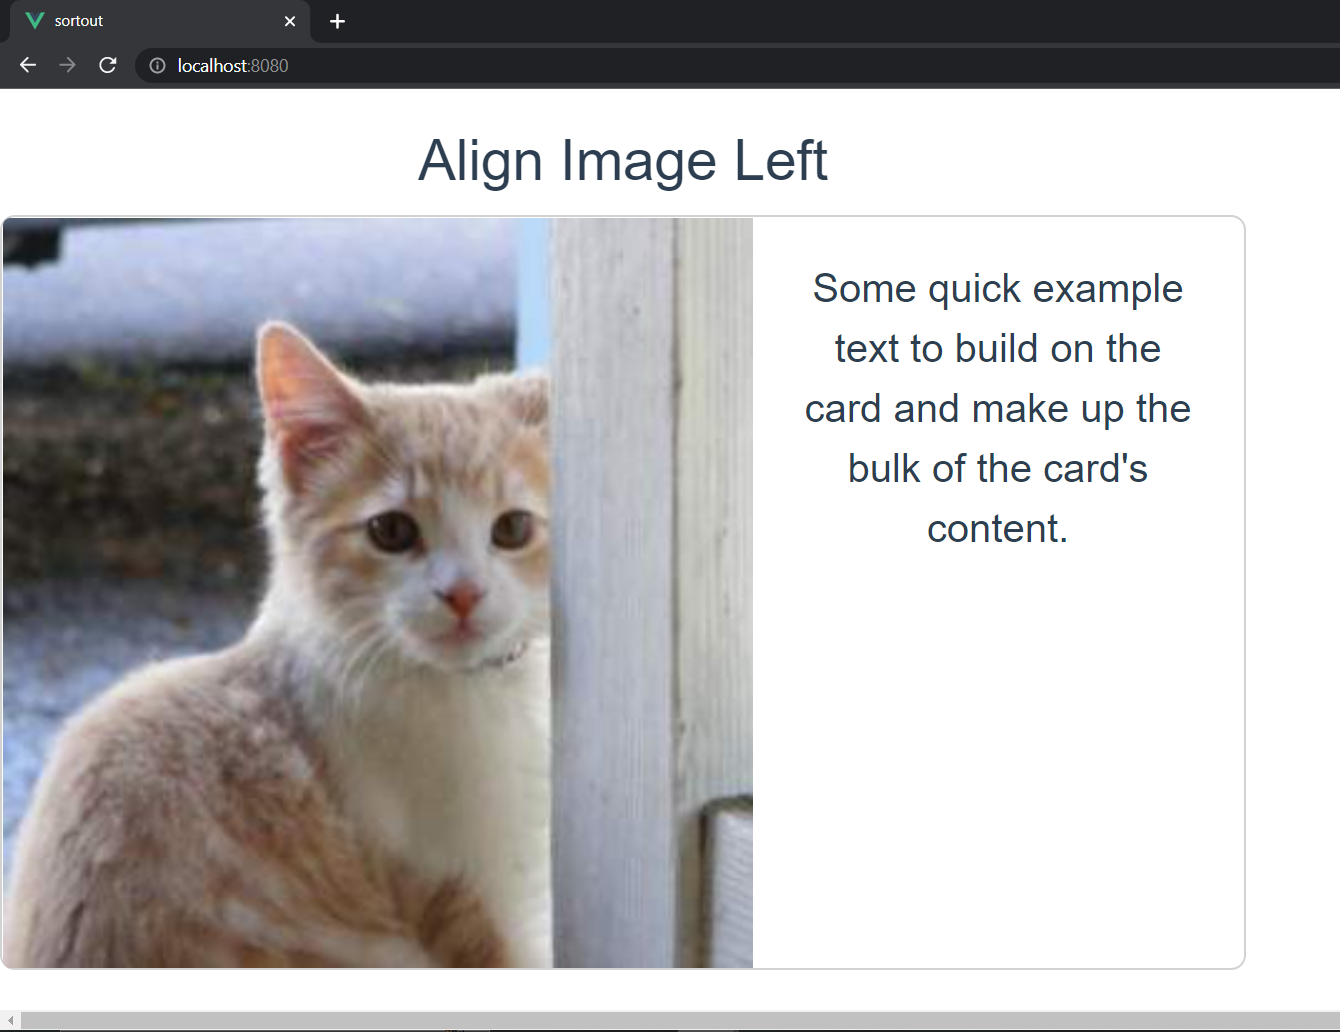 sortout
localhost:8080
Align Image Left
Some quick example
text to build on the
card and make up the
bulk of the card's
content.